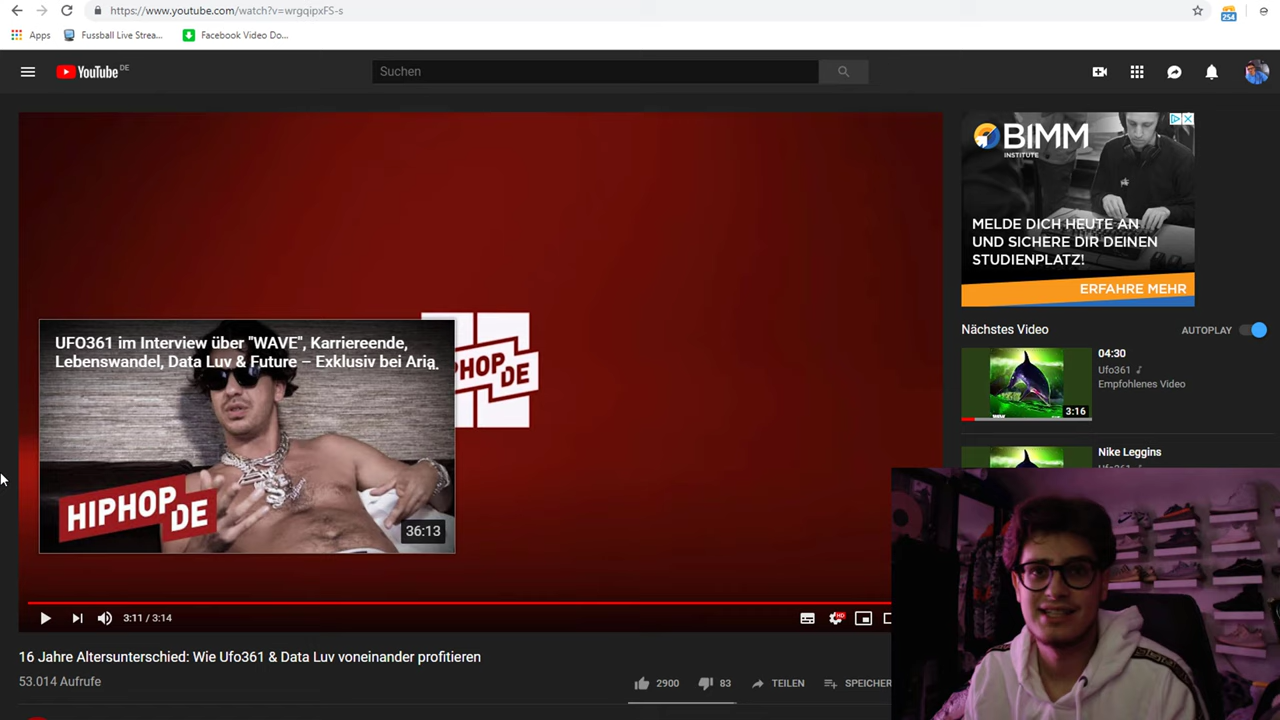 https://www.youtube.com/watch?v=wrgqipxFS-s
254
Apps
Fussball Live Strea...
Facebook Video Do...
YouTube DE
Suchen
UFO361 im Interview über "WAVE", Karriereende,
Lebenswandel, Data Luv & Future – Exklusiv bei Aria.
HIPHOP.DE
36:13
HOP.DE
3:11 / 3:14
HD
16 Jahre Altersunterschied: Wie Ufo361 & Data Luv voneinander profitieren
53.014 Aufrufe
2900
83
TEILEN
SPEICHER
BIMM
INSTITUTE
MELDE DICH HEUTE AN
UND SICHERE DIR DEINEN
STUDIENPLATZ!
ERFAHRE MEHR
Nächstes Video
AUTOPLAY
04:30
Ufo361
Empfohlenes Video
3:16
Nike Leggins
Ufo361